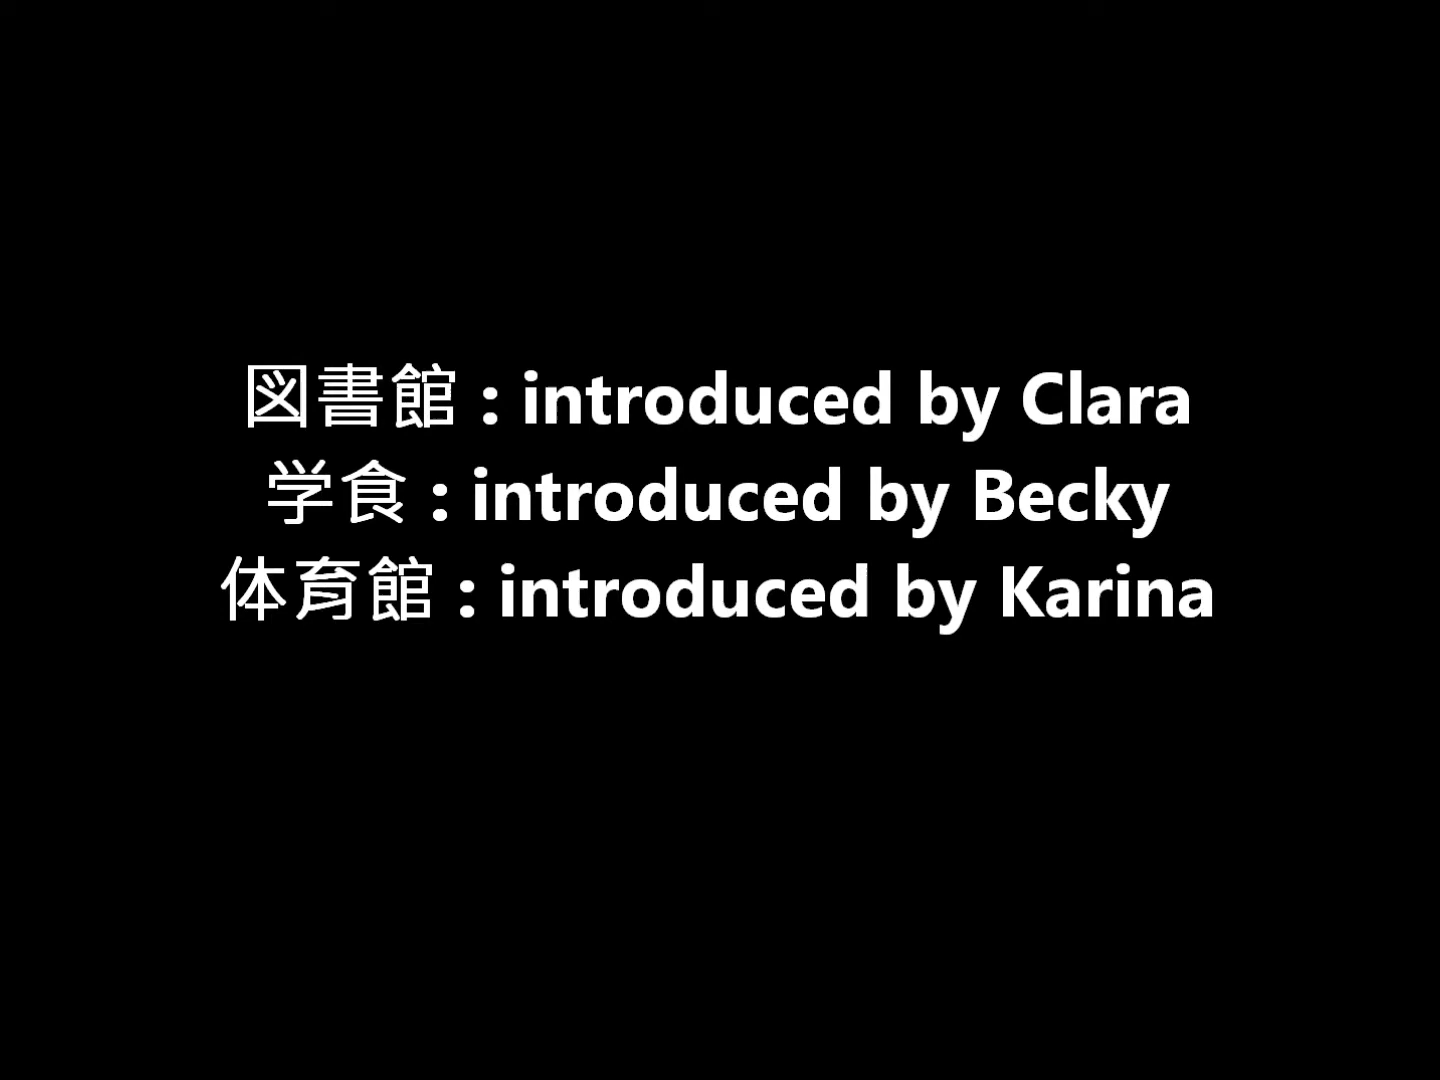 図書館 : introduced by Clara
学食 : introduced by Becky
体育館 : introduced by Karina